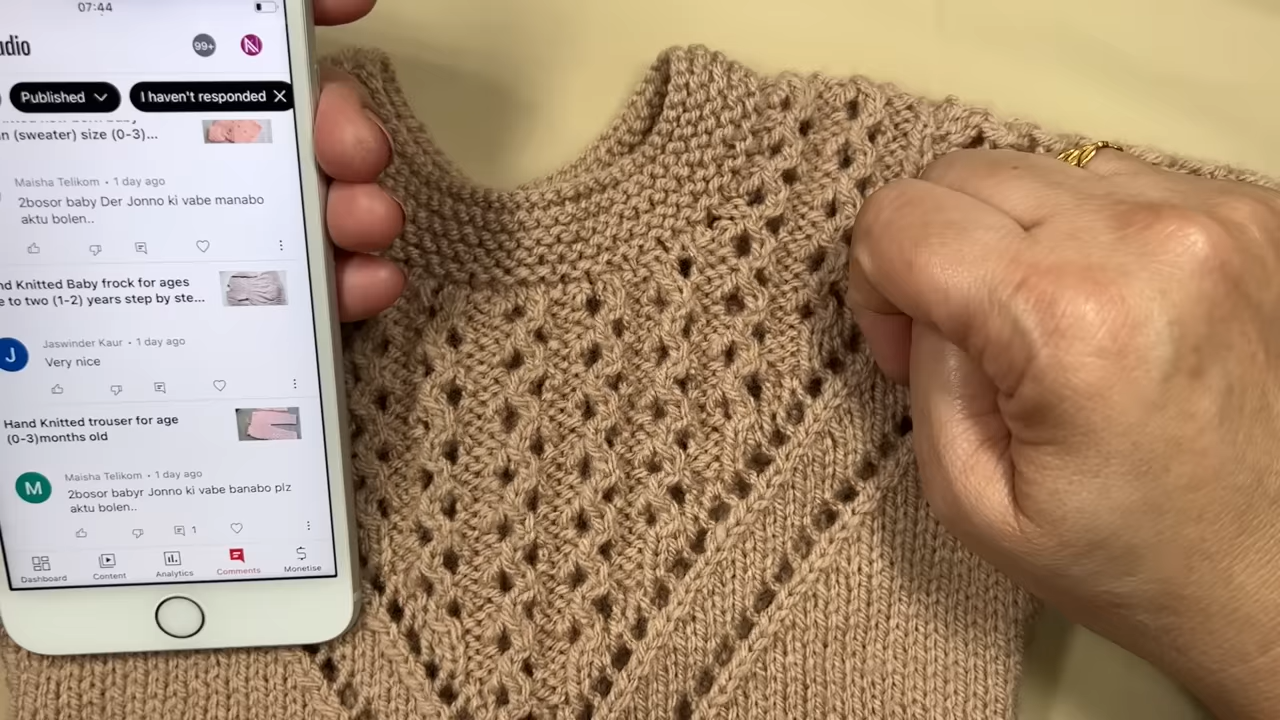 07:44
udio
99+
N
Published
I haven't responded
n (sweater) size (0-3)...
Maisha Telikom • 1 day ago
2bosor baby Der Jonno ki vabe manabo
aktu bolen..
nd Knitted Baby frock for ages
e to two (1-2) years step by ste...
J
Jaswinder Kaur • 1 day ago
Very nice
Hand Knitted trouser for age
(0-3)months old
M
Maisha Telikom • 1 day ago
2bosor babyr Jonno ki vabe banabo plz
aktu bolen..
1
Dashboard
Content
Analytics
Comments
Monetise